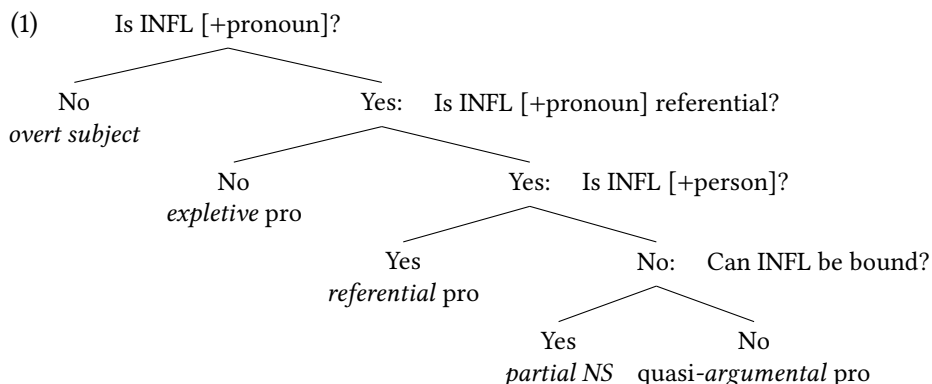 (1) Is INFL [+pronoun]?
No Yes: Is INFL [+pronoun] referential?
overt subject
No Yes: Is INFL [+person]?
expletive pro
Yes No: Can INFL be bound?
referential pro
Yes No
partial NS quasi-argumental pro